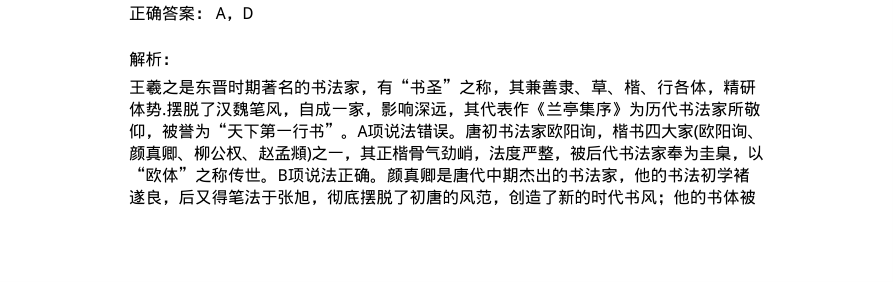 正确答案： A，D
解析：
王羲之是东晋时期著名的书法家，有“书圣”之称，其兼善隶、草、楷、行各体，精研
体势.摆脱了汉魏笔风，自成一家，影响深远，其代表作《兰亭集序》为历代书法家所敬
仰，被誉为“天下第一行书”。A项说法错误。唐初书法家欧阳询，楷书四大家(欧阳询、
颜真卿、柳公权、赵孟頫)之一，其正楷骨气劲峭，法度严整，被后代书法家奉为圭臬，以
“欧体”之称传世。B项说法正确。颜真卿是唐代中期杰出的书法家，他的书法初学褚
遂良，后又得笔法于张旭，彻底摆脱了初唐的风范，创造了新的时代书风；他的书体被